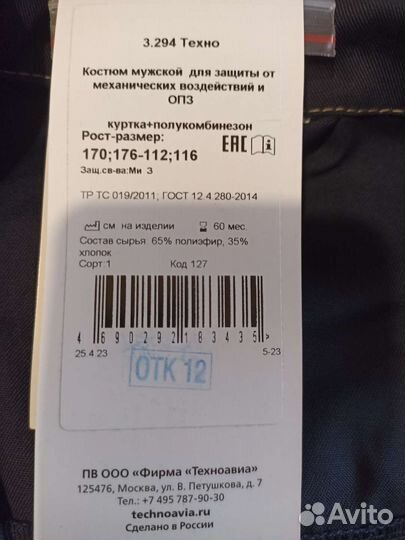 3.294 Техно
Костюм мужской для защиты от
механических воздействий и
ОПЗ
куртка+полукомбинезон
Рост-размер:
170;176-112;116
ЕАС
Защ.св-ва:Ми З
ТР ТС 019/2011; ГОСТ 12.4.280-2014
см на изделии 60 мес.
Состав сырья 65% полиэфир, 35%
хлопок
Сорт 1 Код 127
4 690292 183435 >
25.4.23 5-23
ОТК 12
ПВ ООО «Фирма «Техноавиа»
125476, Москва, ул. В. Петушкова, д. 7
Тел.: +7 495 787-90-30
technoavia.ru
Сделано в России
Avito